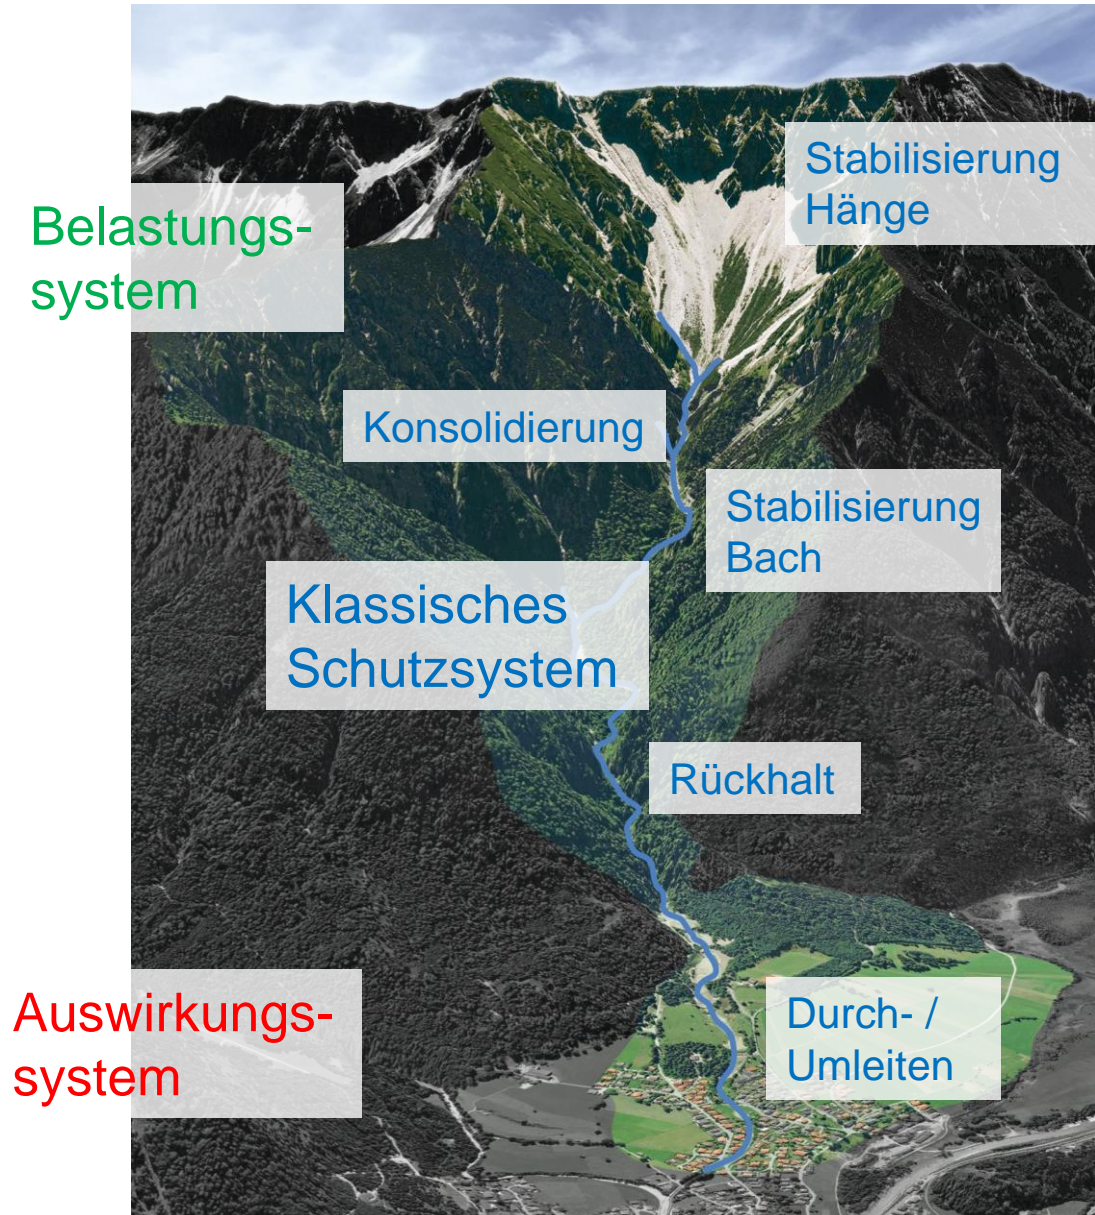 Stabilisierung
Hänge
Belastungs-
system
Konsolidierung
Stabilisierung
Bach
Klassisches
Schutzsystem
Rückhalt
Auswirkungs-
system
Durch- /
Umleiten